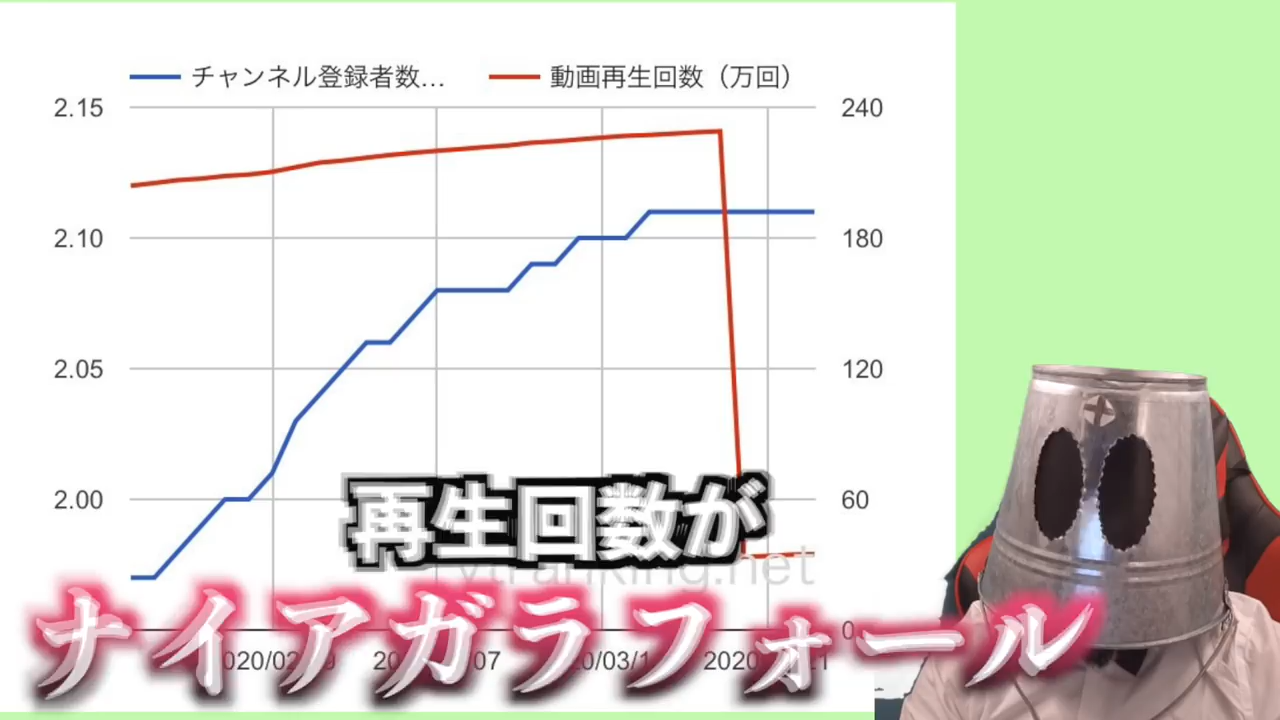 チャンネル登録者数… 動画再生回数（万回）
2.15 240
2.10 180
2.05 120
2.00 60
再生回数が
ytranking.net
0
ナイアガラフォール